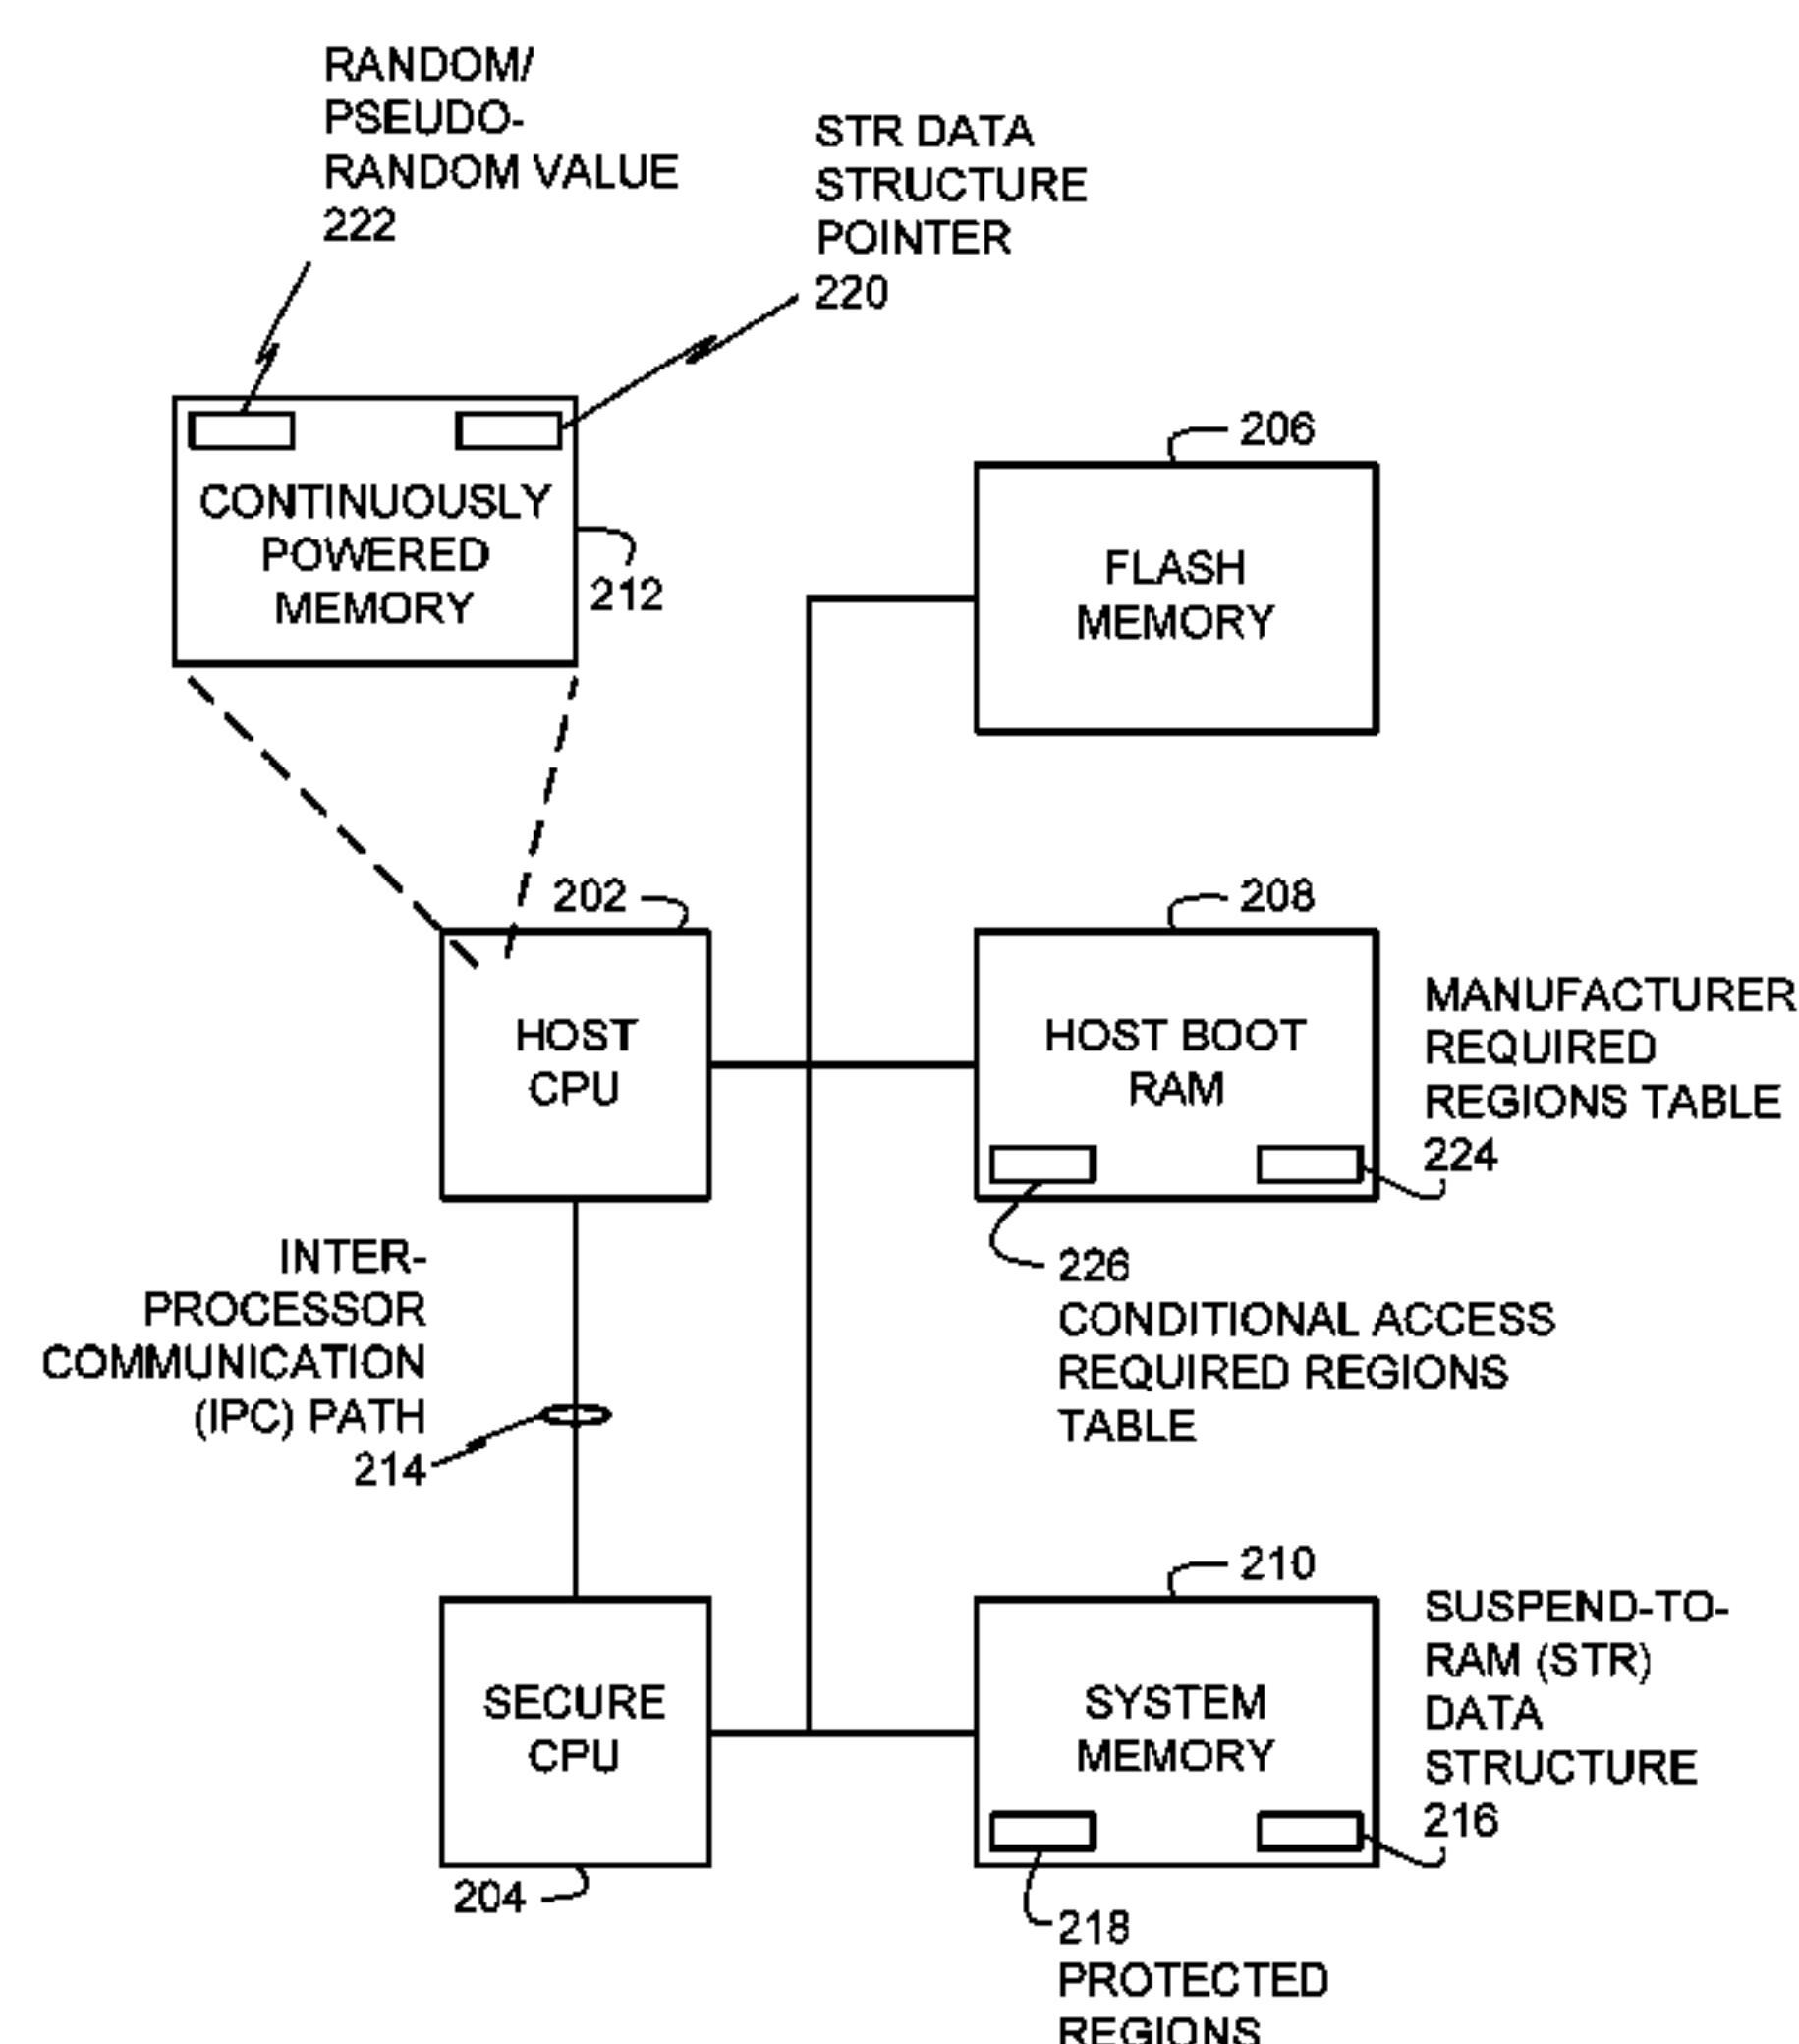 RANDOM/
PSEUDO-
RANDOM VALUE
222
STR DATA
STRUCTURE
POINTER
220
CONTINUOUSLY
POWERED
MEMORY
212
206
FLASH
MEMORY
202
HOST
CPU
208
HOST BOOT
RAM
MANUFACTURER
REQUIRED
REGIONS TABLE
224
226
CONDITIONAL ACCESS
REQUIRED REGIONS
TABLE
INTER-
PROCESSOR
COMMUNICATION
(IPC) PATH
214
SECURE
CPU
204
210
SYSTEM
MEMORY
SUSPEND-TO-
RAM (STR)
DATA
STRUCTURE
216
218
PROTECTED
REGIONS